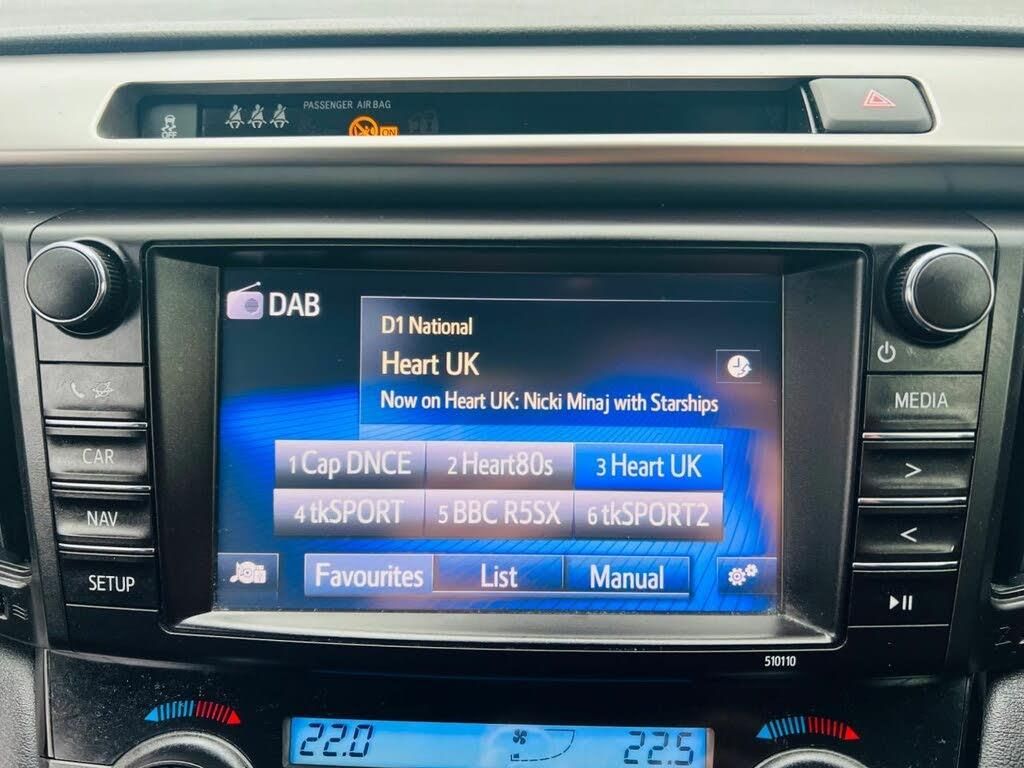 PASSENGER AIR BAG
OFF
ON
DAB
D1 National
Heart UK
Now on Heart UK: Nicki Minaj with Starships
1 Cap DNCE
2 Heart80s
3 Heart UK
4 tkSPORT
5 BBC R5SX
6 tkSPORT2
Favourites
List
Manual
CAR
NAV
SETUP
MEDIA
>
<
510110
22.0
22.5